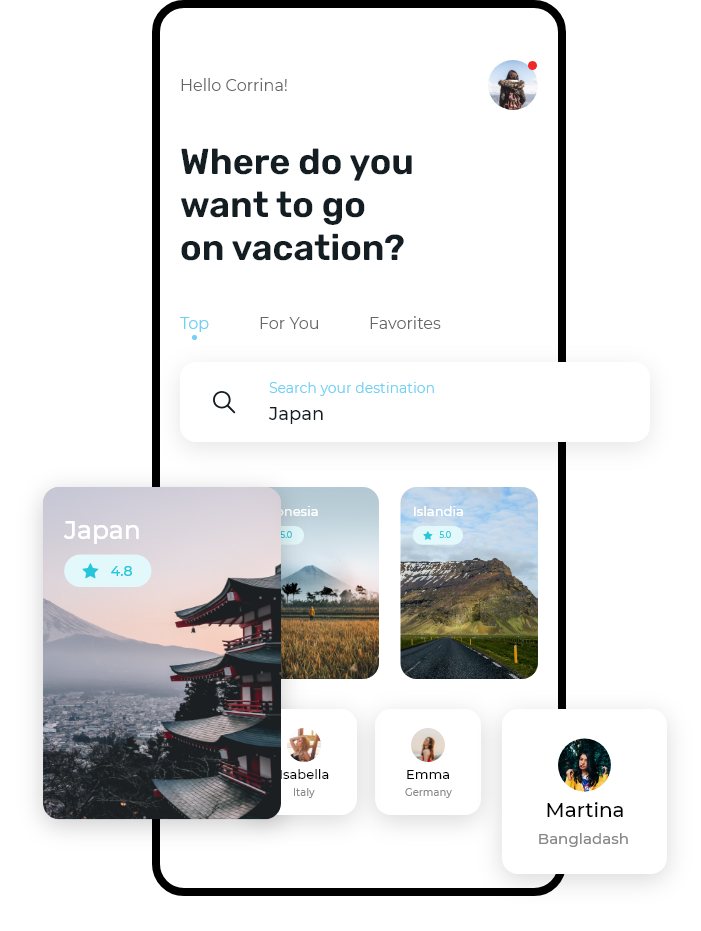 Hello Corrina!
Where do you
want to go
on vacation?
Top For You Favorites
Search your destination
Japan
Japan
4.8
onesia
5.0
Islandia
5.0
Isabella
Italy
Emma
Germany
Martina
Bangladash